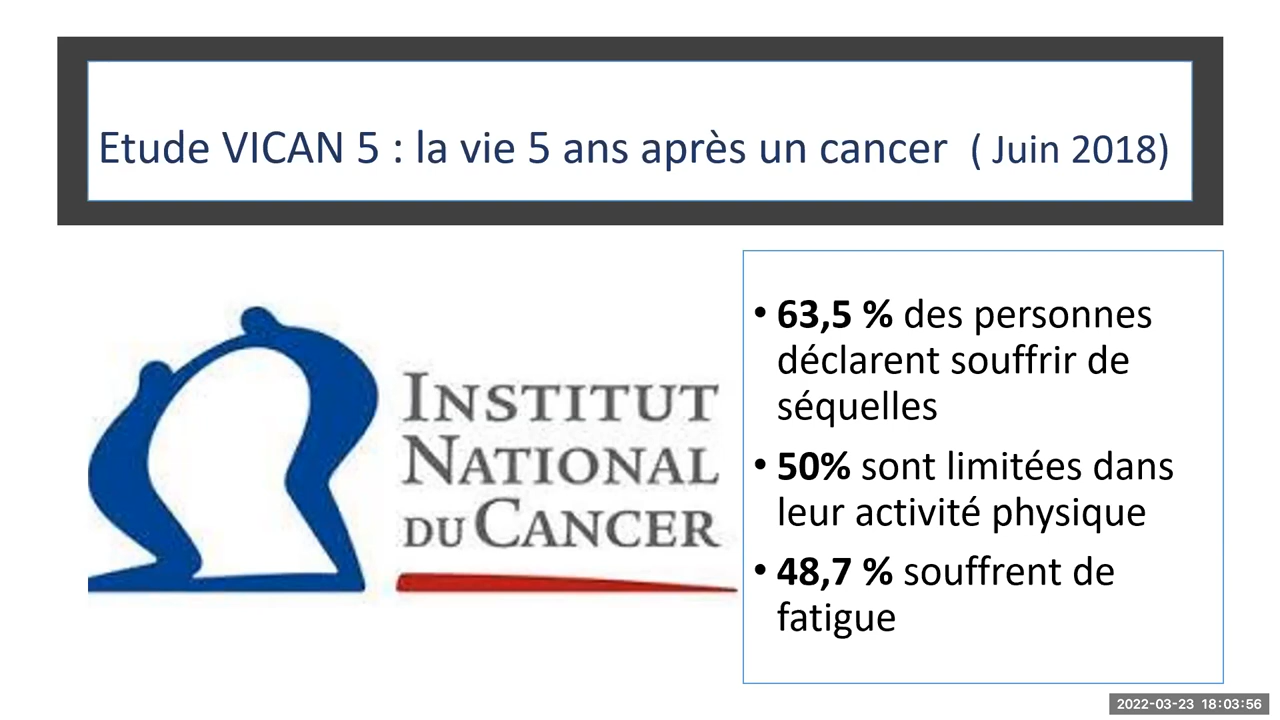 Etude VICAN 5 : la vie 5 ans après un cancer ( Juin 2018)
INSTITUT
NATIONAL
DU CANCER
• 63,5 % des personnes
déclarent souffrir de
séquelles
• 50% sont limitées dans
leur activité physique
• 48,7 % souffrent de
fatigue
2022-03-23 18:03:56